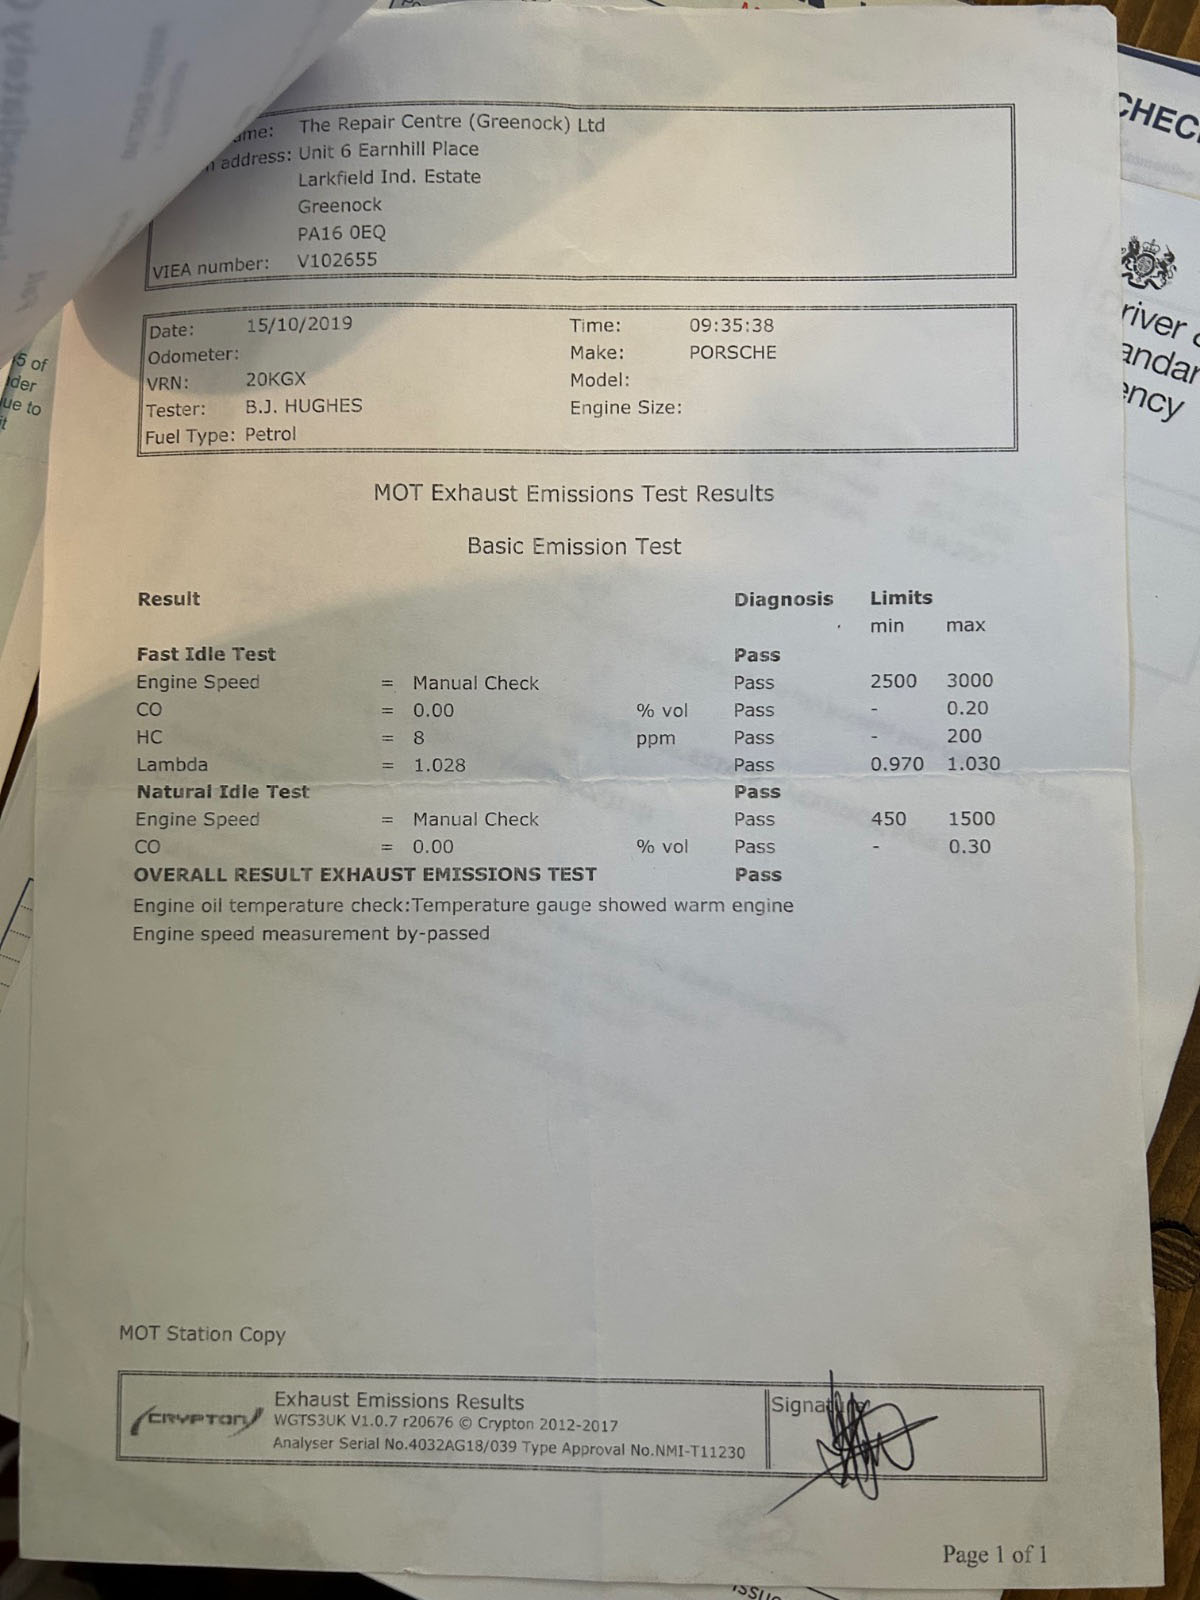 ame: The Repair Centre (Greenock) Ltd
address: Unit 6 Earnhill Place
Larkfield Ind. Estate
Greenock
PA16 0EQ
VIEA number: V102655
Date: 15/10/2019 Time: 09:35:38
Odometer: Make: PORSCHE
VRN: 20KGX Model:
Tester: B.J. HUGHES Engine Size:
Fuel Type: Petrol
MOT Exhaust Emissions Test Results
Basic Emission Test
Result Diagnosis Limits
min max
Fast Idle Test Pass
Engine Speed = Manual Check Pass 2500 3000
CO = 0.00 % vol Pass - 0.20
HC = 8 ppm Pass - 200
Lambda = 1.028 Pass 0.970 1.030
Natural Idle Test Pass
Engine Speed = Manual Check Pass 450 1500
CO = 0.00 % vol Pass - 0.30
OVERALL RESULT EXHAUST EMISSIONS TEST Pass
Engine oil temperature check:Temperature gauge showed warm engine
Engine speed measurement by-passed
MOT Station Copy
CRYPTON
Exhaust Emissions Results
WGTS3UK V1.0.7 r20676 © Crypton 2012-2017
Analyser Serial No.4032AG18/039 Type Approval No.NMI-T11230
Signature
Page 1 of 1
CHEC
river &
andar
ency
5 of
der
ue to
it